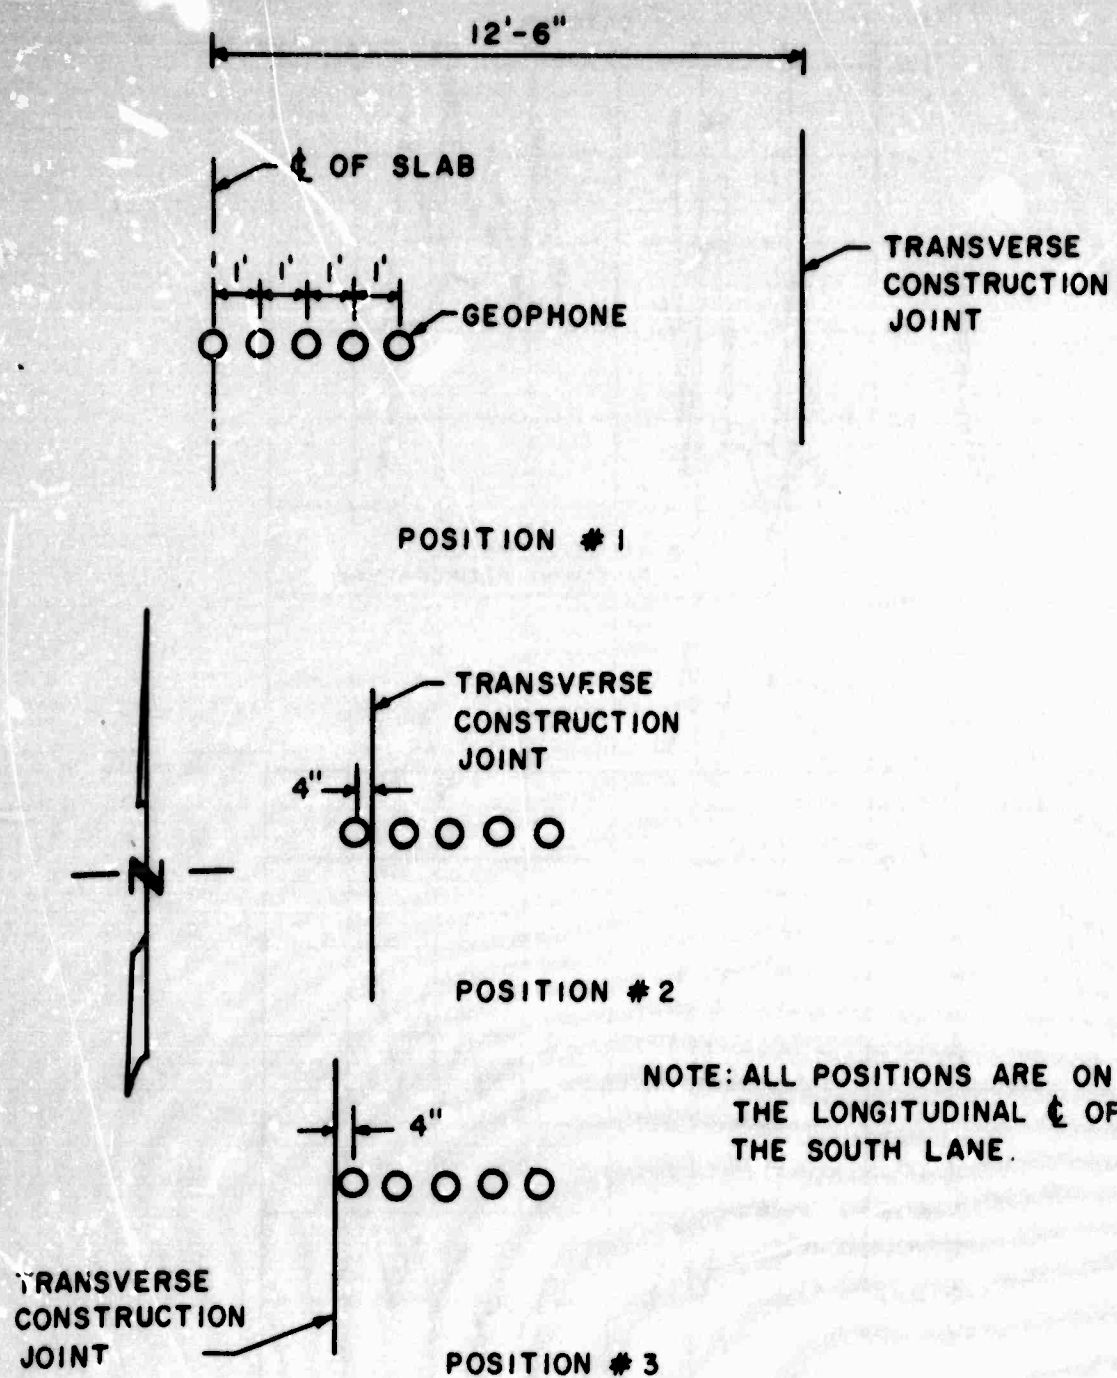 12'-6"
℄ OF SLAB
1' 1' 1' 1'
TRANSVERSE
CONSTRUCTION
JOINT
GEOPHONE
POSITION #1
TRANSVERSE
CONSTRUCTION
JOINT
4"
N
POSITION #2
NOTE: ALL POSITIONS ARE ON
THE LONGITUDINAL ℄ OF
THE SOUTH LANE.
4"
TRANSVERSE
CONSTRUCTION
JOINT
POSITION #3